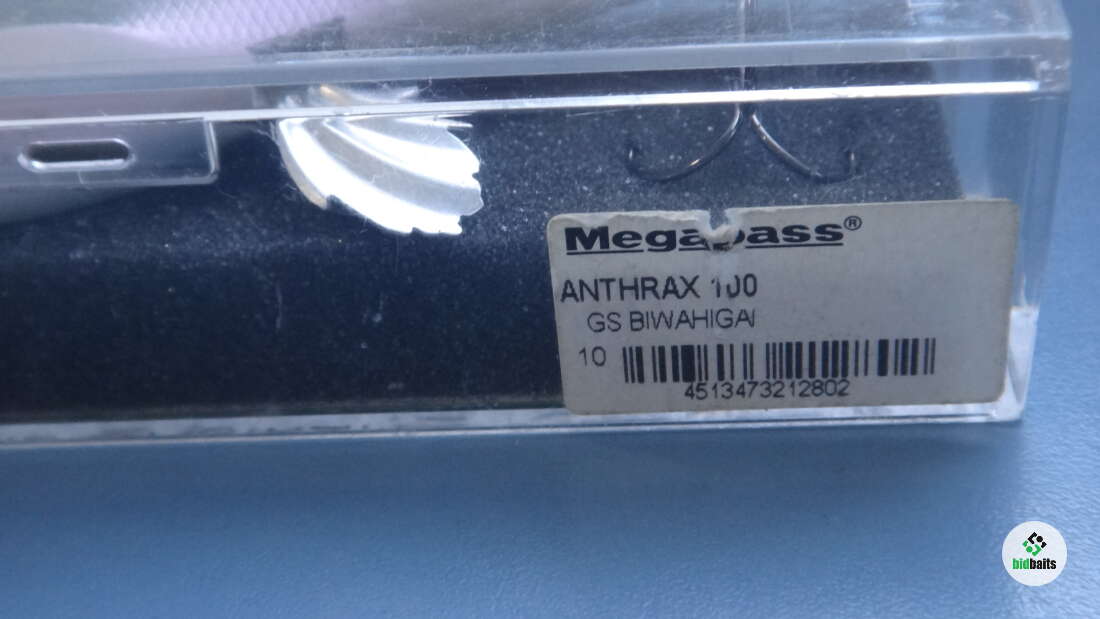 Megabass®
ANTHRAX 100
GS BIWAHIGAI
10
4513473212802
bidbaits